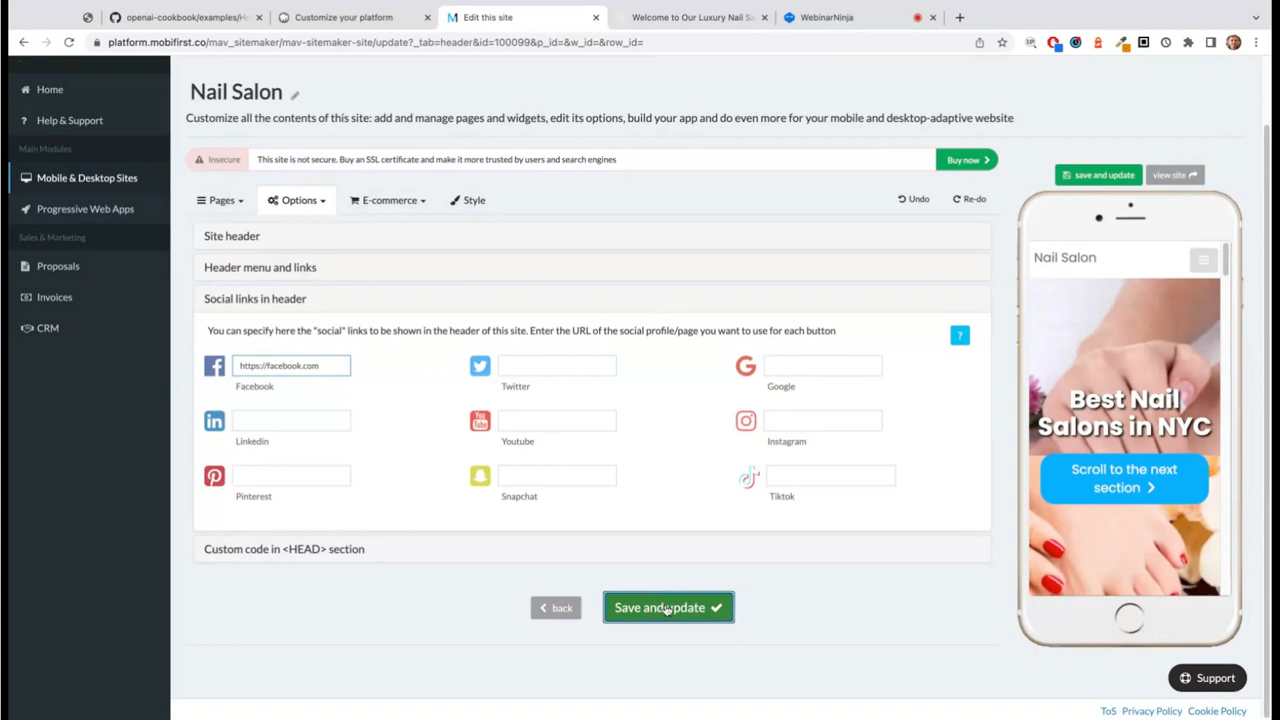 openai-cookbook/examples/H
Customize your platform
Edit this site
Welcome to Our Luxury Nail S
WebinarNinja
platform.mobifirst.co/mav_sitemaker/mav-sitemaker-site/update?_tab=header&id=100099&p_id=&w_id=&row_id=
Home
Help & Support
Main Modules
Mobile & Desktop Sites
Progressive Web Apps
Sales & Marketing
Proposals
Invoices
CRM
Nail Salon
Customize all the contents of this site: add and manage pages and widgets, edit its options, build your app and do even more for your mobile and desktop-adaptive website
Insecure
This site is not secure. Buy an SSL certificate and make it more trusted by users and search engines
Buy now
Pages
Options
E-commerce
Style
Undo
Re-do
Site header
Header menu and links
Social links in header
You can specify here the "social" links to be shown in the header of this site. Enter the URL of the social profile/page you want to use for each button
?
https://facebook.com
Facebook
Twitter
Google
Linkedin
Youtube
Instagram
Pinterest
Snapchat
Tiktok
Custom code in <HEAD> section
back
Save and update
save and update
view site
Nail Salon
Best Nail
Salons in NYC
Scroll to the next
section
Support
ToS Privacy Policy Cookie Policy